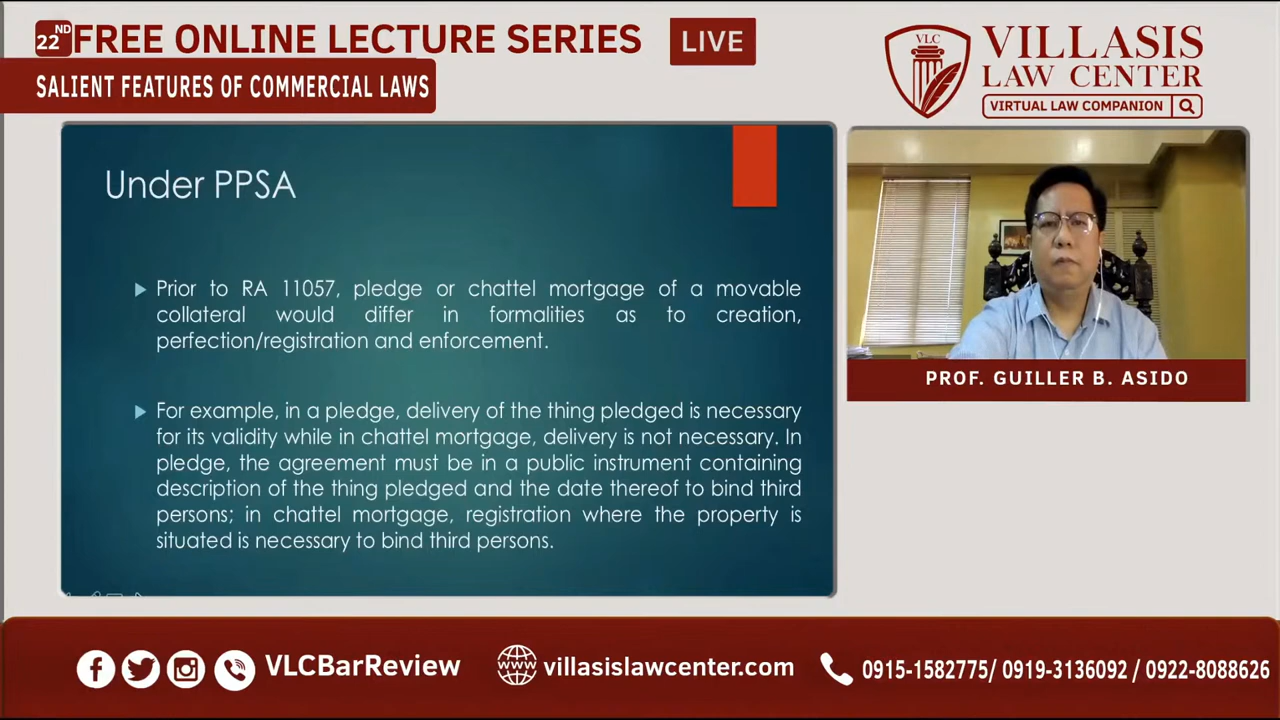 22ND FREE ONLINE LECTURE SERIES
LIVE
SALIENT FEATURES OF COMMERCIAL LAWS
VLC
VILLASIS
LAW CENTER
VIRTUAL LAW COMPANION
Under PPSA
Prior to RA 11057, pledge or chattel mortgage of a movable
collateral would differ in formalities as to creation,
perfection/registration and enforcement.
For example, in a pledge, delivery of the thing pledged is necessary
for its validity while in chattel mortgage, delivery is not necessary. In
pledge, the agreement must be in a public instrument containing
description of the thing pledged and the date thereof to bind third
persons; in chattel mortgage, registration where the property is
situated is necessary to bind third persons.
PROF. GUILLER B. ASIDO
VLCBarReview
www
villasislawcenter.com
0915-1582775/ 0919-3136092 / 0922-8088626